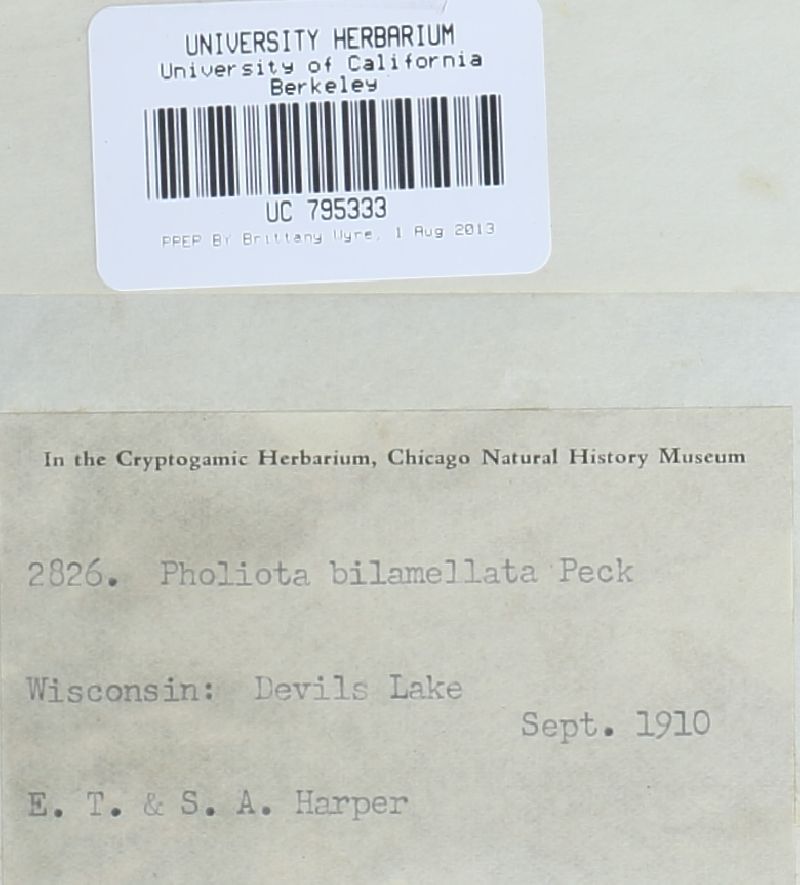 UNIVERSITY HERBARIUM
University of California
Berkeley
UC 795333
PREP BY Brittany Uyre, 1 Aug 2013
In the Cryptogamic Herbarium, Chicago Natural History Museum
2826. Pholiota bilamellata Peck
Wisconsin: Devils Lake
Sept. 1910
E. T. & S. A. Harper